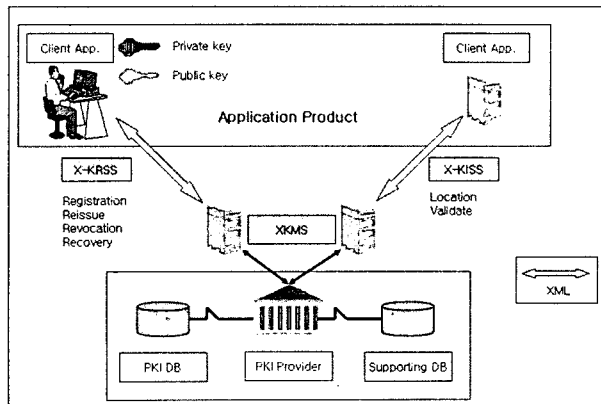 Client App.
Private key
Client App.
Public key
Application Product
X-KRSS
X-KISS
Registration
Reissue
Revocation
Recovery
Location
Validate
XKMS
XML
PKI DB
PKI Provider
Supporting DB